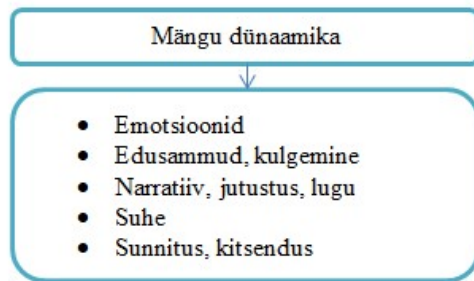 Mängu dünaamika
• Emotsioonid
• Edusammud, kulgemine
• Narratiiv, jutustus, lugu
• Suhe
• Sunnitus, kitsendus